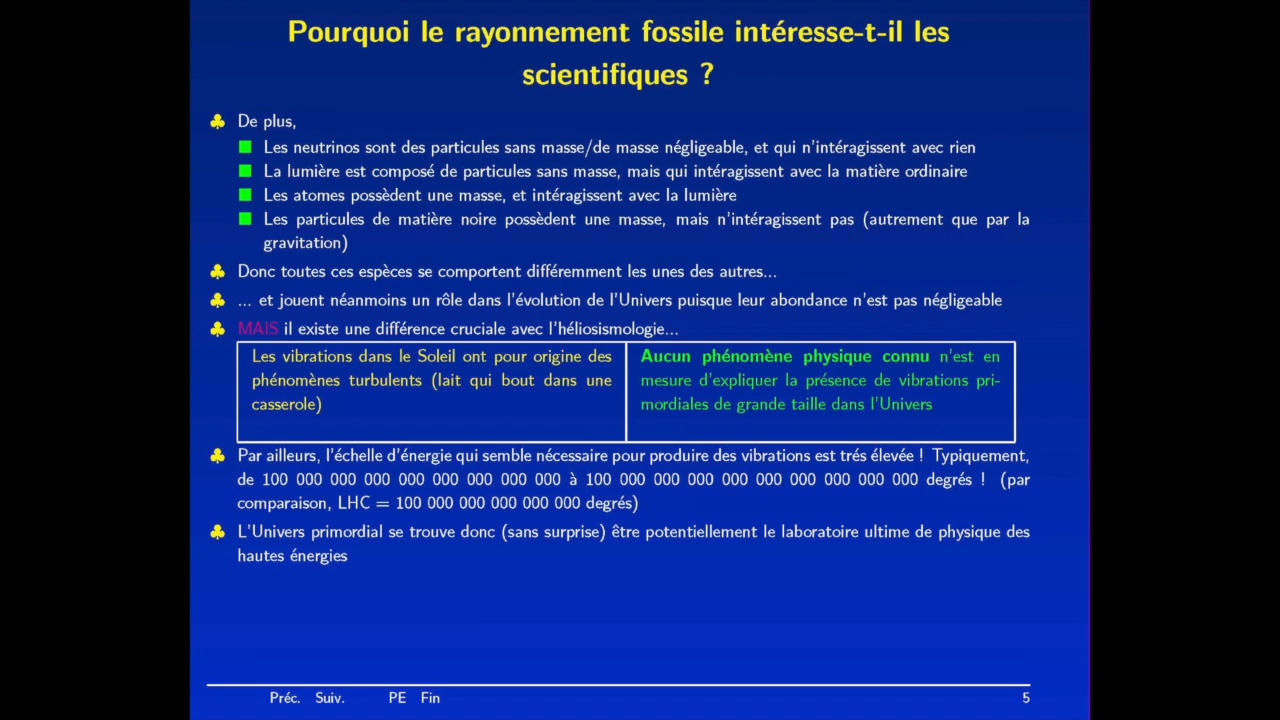 Pourquoi le rayonnement fossile intéresse-t-il les
scientifiques ?
♣ De plus,
■ Les neutrinos sont des particules sans masse/de masse négligeable, et qui n'intéragissent avec rien
■ La lumière est composé de particules sans masse, mais qui intéragissent avec la matière ordinaire
■ Les atomes possèdent une masse, et intéragissent avec la lumière
■ Les particules de matière noire possèdent une masse, mais n'intéragissent pas (autrement que par la
gravitation)
♣ Donc toutes ces espèces se comportent différemment les unes des autres...
♣ ... et jouent néanmoins un rôle dans l'évolution de l'Univers puisque leur abondance n'est pas négligeable
♣ MAIS il existe une différence cruciale avec l'héliosismologie...
Les vibrations dans le Soleil ont pour origine des
phénomènes turbulents (lait qui bout dans une
casserole)
Aucun phénomène physique connu n'est en
mesure d'expliquer la présence de vibrations pri-
mordiales de grande taille dans l'Univers
♣ Par ailleurs, l'échelle d'énergie qui semble nécessaire pour produire des vibrations est trés élevée ! Typiquement,
de 100 000 000 000 000 000 000 000 000 à 100 000 000 000 000 000 000 000 000 000 degrés ! (par
comparaison, LHC = 100 000 000 000 000 000 degrés)
♣ L'Univers primordial se trouve donc (sans surprise) être potentiellement le laboratoire ultime de physique des
hautes énergies
Préc. Suiv. PE Fin 5